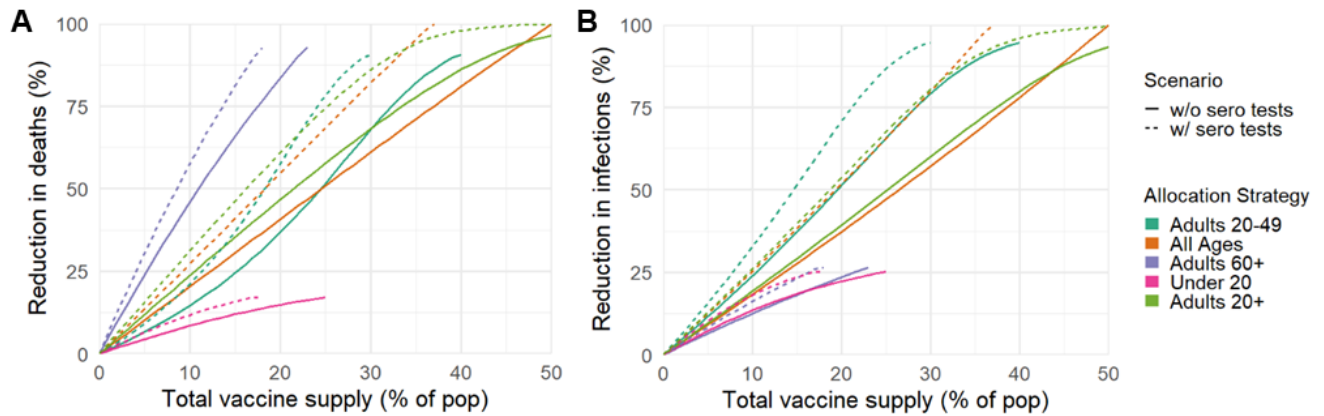 A
Reduction in deaths (%)
100
75
50
25
0
0 10 20 30 40 50
Total vaccine supply (% of pop)
B
Reduction in infections (%)
100
75
50
25
0
0 10 20 30 40 50
Total vaccine supply (% of pop)
Scenario
w/o sero tests
w/ sero tests
Allocation Strategy
Adults 20-49
All Ages
Adults 60+
Under 20
Adults 20+